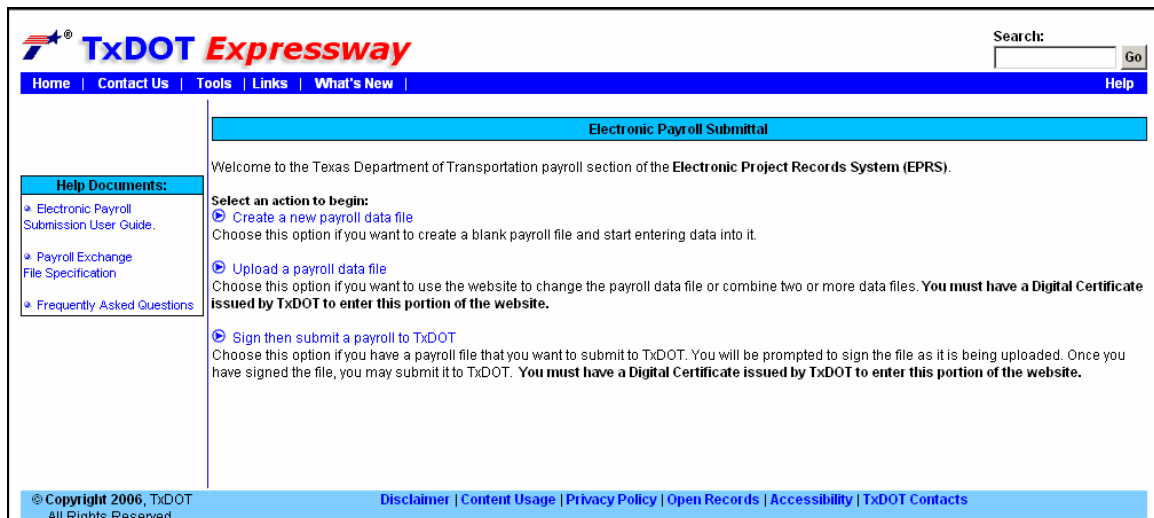 TxDOT Expressway
Search:
Go
Home | Contact Us | Tools | Links | What's New |
Help
Electronic Payroll Submittal
Welcome to the Texas Department of Transportation payroll section of the Electronic Project Records System (EPRS).
Help Documents:
Electronic Payroll
Submission User Guide.
Payroll Exchange
File Specification
Frequently Asked Questions
Select an action to begin:
Create a new payroll data file
Choose this option if you want to create a blank payroll file and start entering data into it.
Upload a payroll data file
Choose this option if you want to use the website to change the payroll data file or combine two or more data files. You must have a Digital Certificate
issued by TxDOT to enter this portion of the website.
Sign then submit a payroll to TxDOT
Choose this option if you have a payroll file that you want to submit to TxDOT. You will be prompted to sign the file as it is being uploaded. Once you
have signed the file, you may submit it to TxDOT. You must have a Digital Certificate issued by TxDOT to enter this portion of the website.
© Copyright 2006, TxDOT
All Rights Reserved
Disclaimer | Content Usage | Privacy Policy | Open Records | Accessibility | TxDOT Contacts